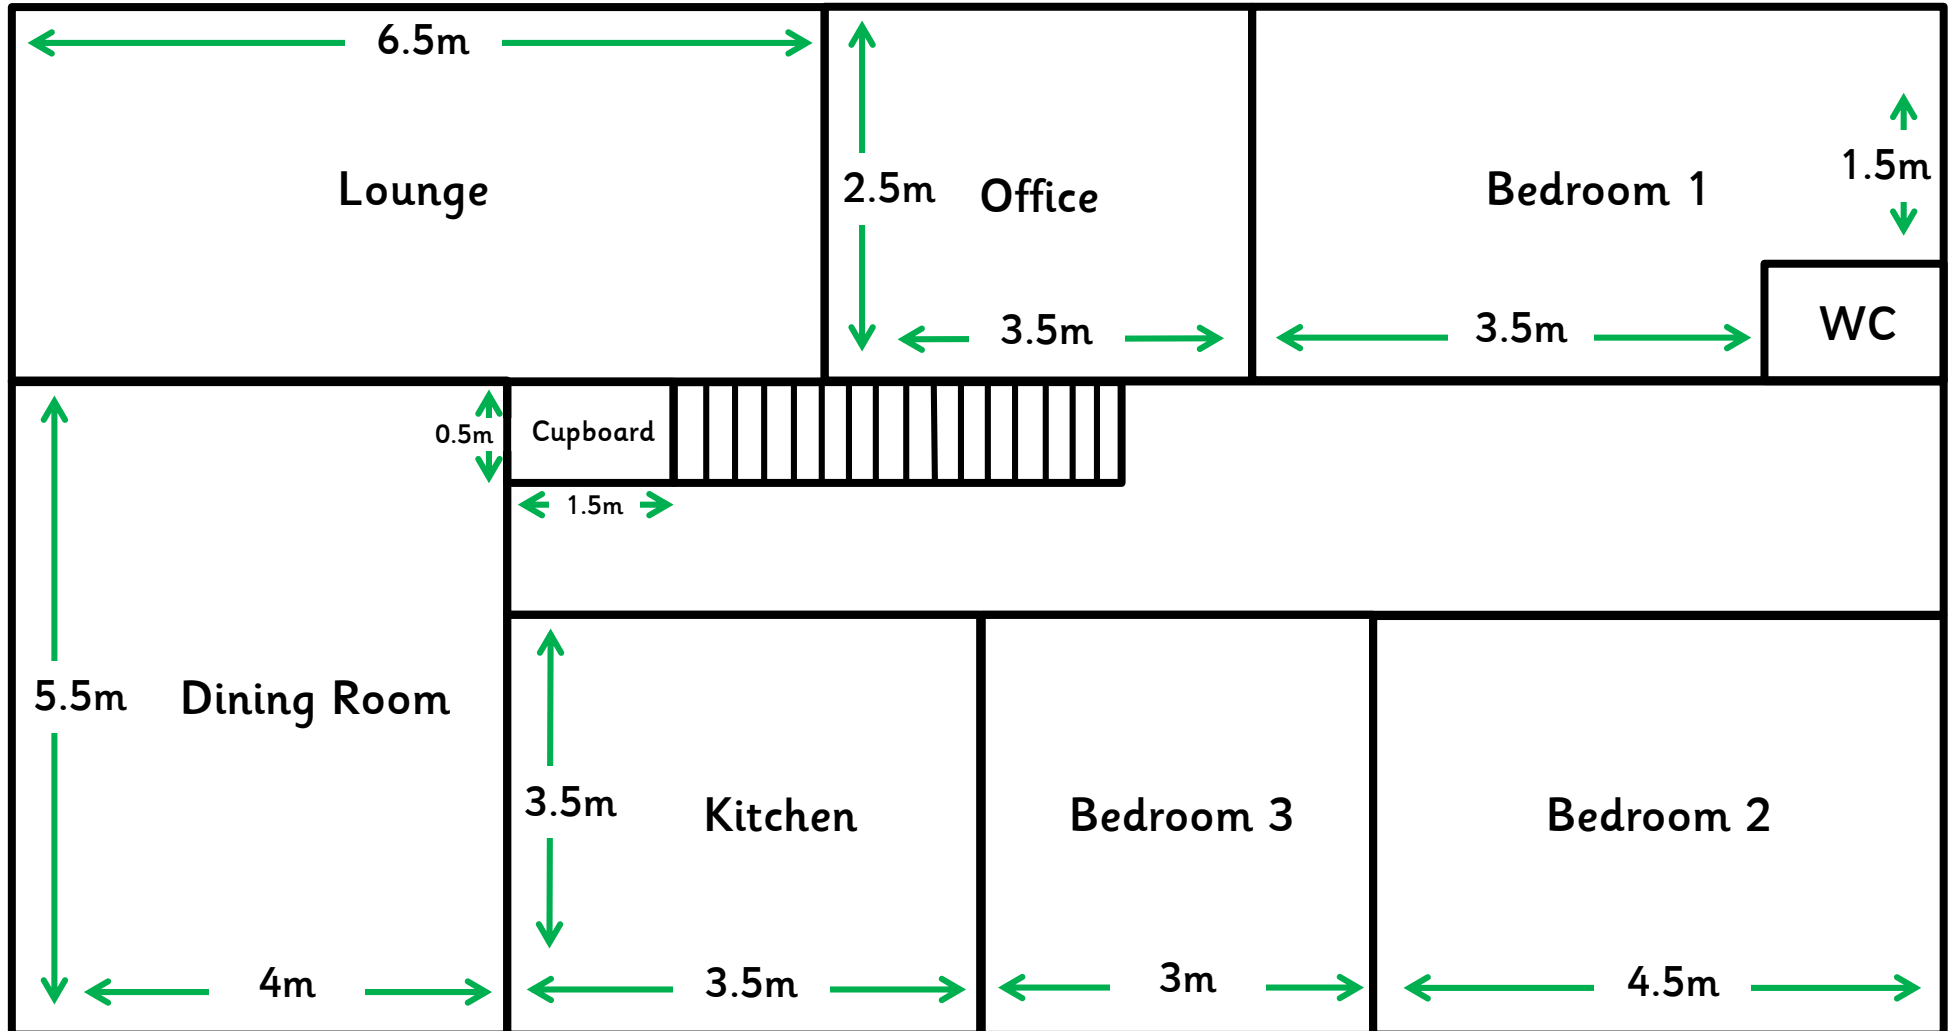 6.5m
Lounge
2.5m
Office
3.5m
Bedroom 1
1.5m
3.5m
WC
0.5m
Cupboard
1.5m
5.5m
Dining Room
4m
3.5m
Kitchen
3.5m
Bedroom 3
3m
Bedroom 2
4.5m